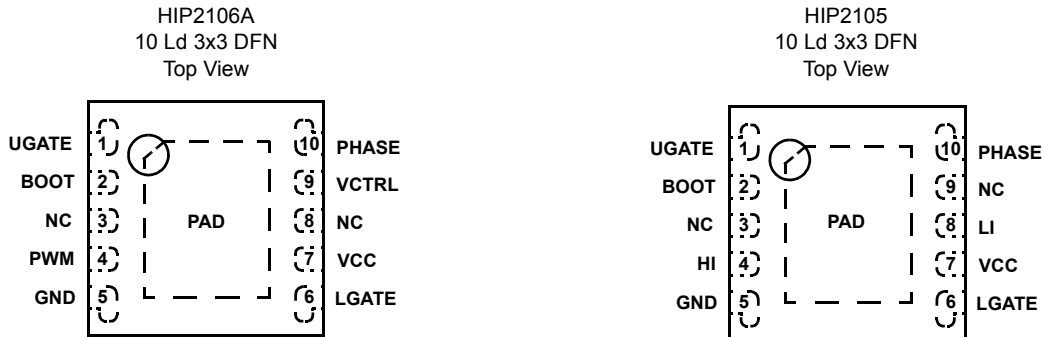 HIP2106A
10 Ld 3x3 DFN
Top View
UGATE 1 10 PHASE
BOOT 2 9 VCTRL
NC 3 PAD 8 NC
PWM 4 7 VCC
GND 5 6 LGATE
HIP2105
10 Ld 3x3 DFN
Top View
UGATE 1 10 PHASE
BOOT 2 9 NC
NC 3 PAD 8 LI
HI 4 7 VCC
GND 5 6 LGATE